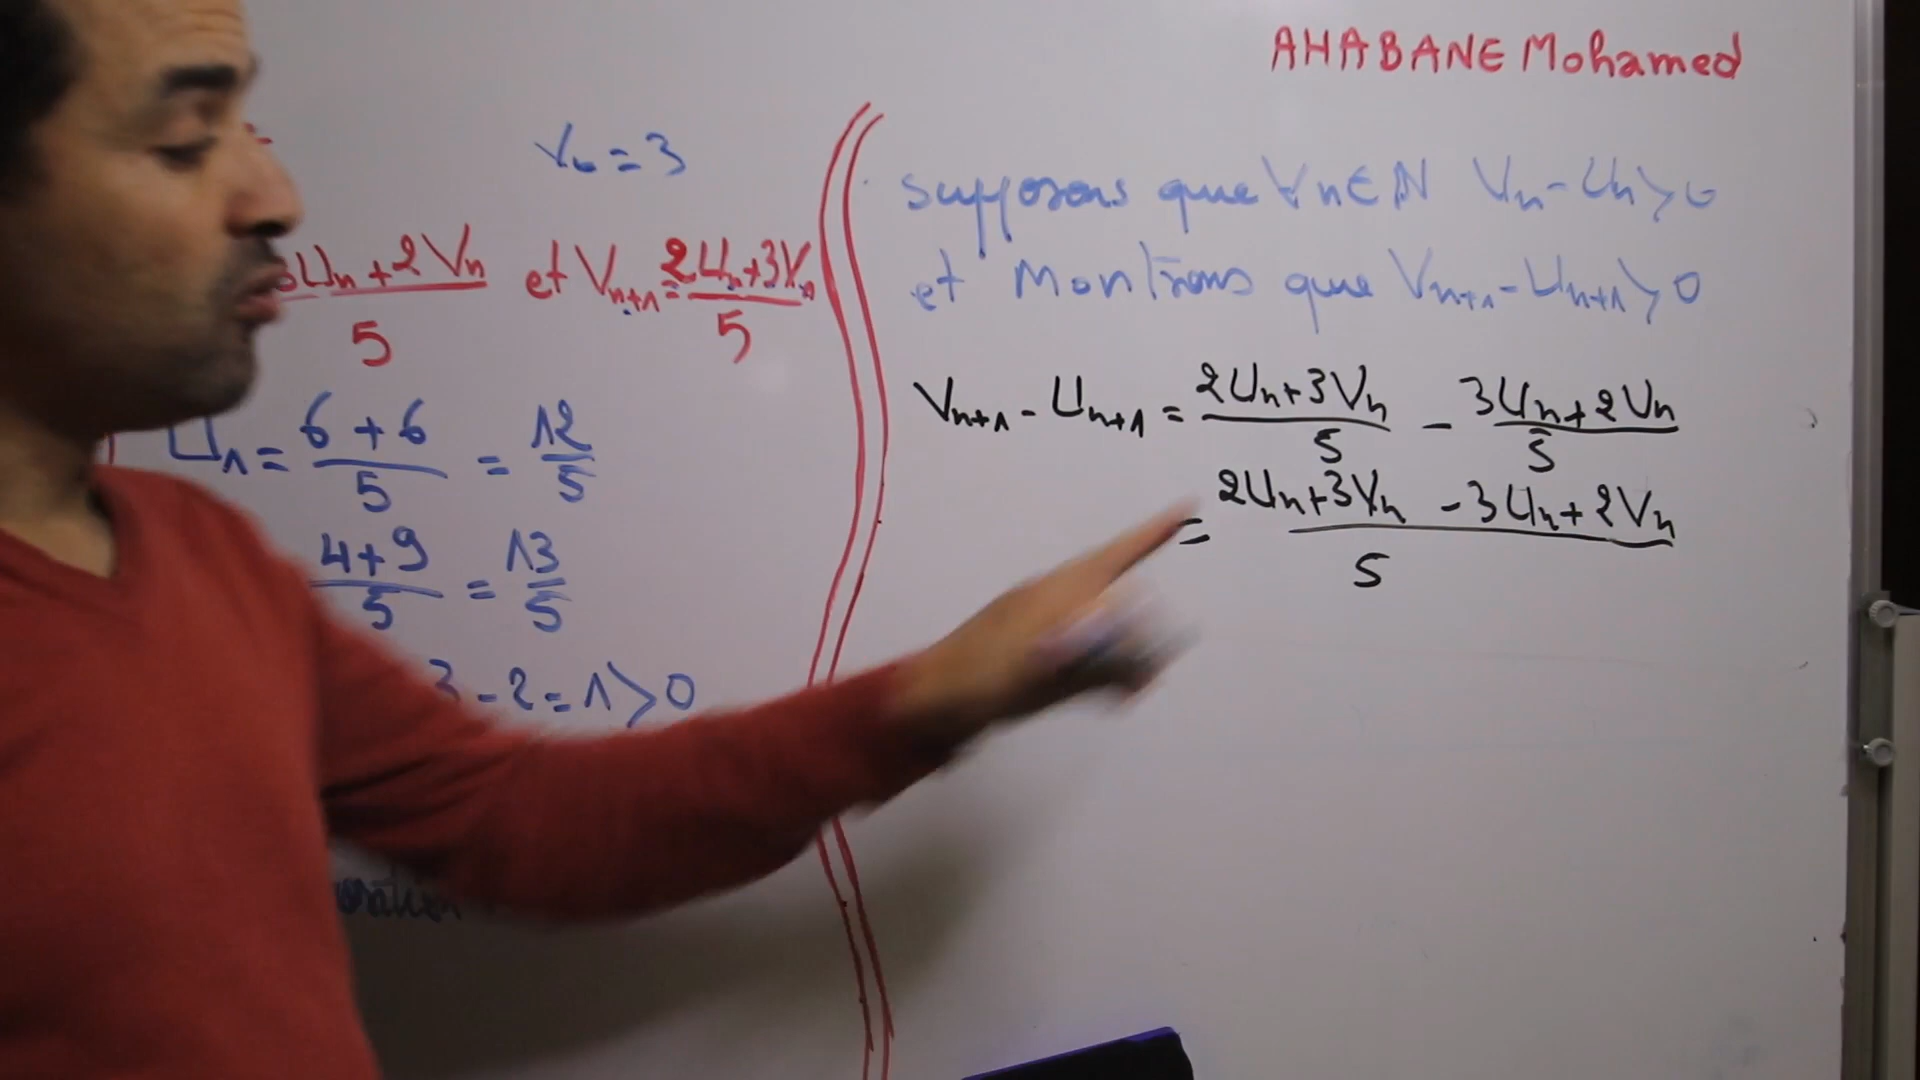 AHABANE Mohamed
V₀ = 3
3Uₙ+2Vₙ/5 et Vₙ₊₁ = 2Uₙ+3Vₙ/5
U₁ = 6+6/5 = 12/5
4+9/5 = 13/5
3-2=1>0
Supposons que ∀n∈ℕ Vₙ-Uₙ>0
et Montrons que Vₙ₊₁-Uₙ₊₁>0
Vₙ₊₁-Uₙ₊₁ = 2Uₙ+3Vₙ/5 - 3Uₙ+2Vₙ/5
= 2Uₙ+3Vₙ -3Uₙ+2Vₙ/5